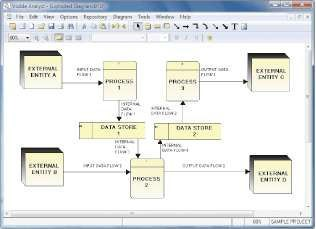 Visible Analyst - [Exploded Diagram:DFD]
File Edit View Options Repository Diagram Tools Window Help
80%
EXTERNAL
ENTITY A
INPUT DATA
FLOW 1
PROCESS
1
PROCESS
3
OUTPUT DATA
FLOW 1
EXTERNAL
ENTITY C
INTERNAL
DATA
FLOW 1
INTERNAL
DATA FLOW 4
DATA STORE
1
DATA STORE
2
INTERNAL
DATA
FLOW 2
INTERNAL
DATA FLOW 3
EXTERNAL
ENTITY B
INPUT DATA FLOW 2
PROCESS
2
OUTPUT DATA FLOW 2
EXTERNAL
ENTITY D
80%
SAMPLE PROJECT